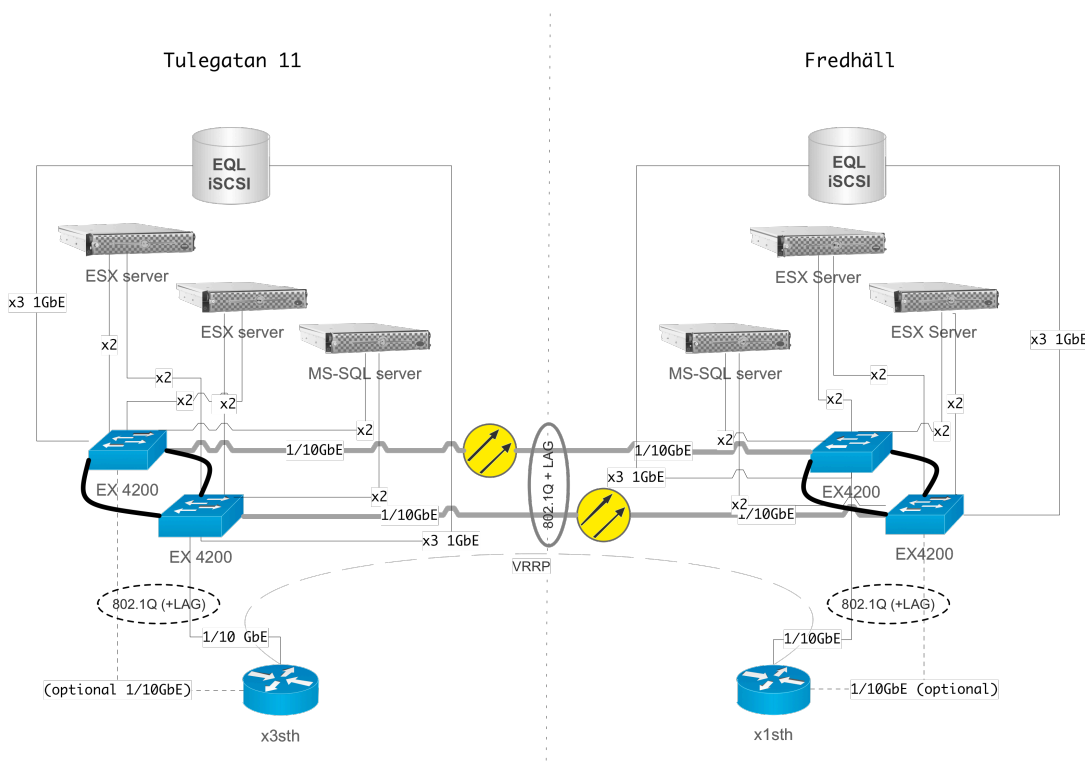 Tulegatan 11
Fredhäll
EQL
iSCSI
EQL
iSCSI
ESX server
ESX Server
x3 1GbE
ESX server
ESX Server
x3 1GbE
x2
MS-SQL server
MS-SQL server
x2
x2
x2
x2
x2
x2
x2
x2
x2
1/10GbE
1/10GbE
802.1Q + LAG
x3 1GbE
EX 4200
EX4200
x2
x2
1/10GbE
1/10GbE
x3 1GbE
EX 4200
EX4200
VRRP
802.1Q (+LAG)
802.1Q (+LAG)
1/10 GbE
1/10GbE
(optional 1/10GbE)
1/10GbE (optional)
x3sth
x1sth